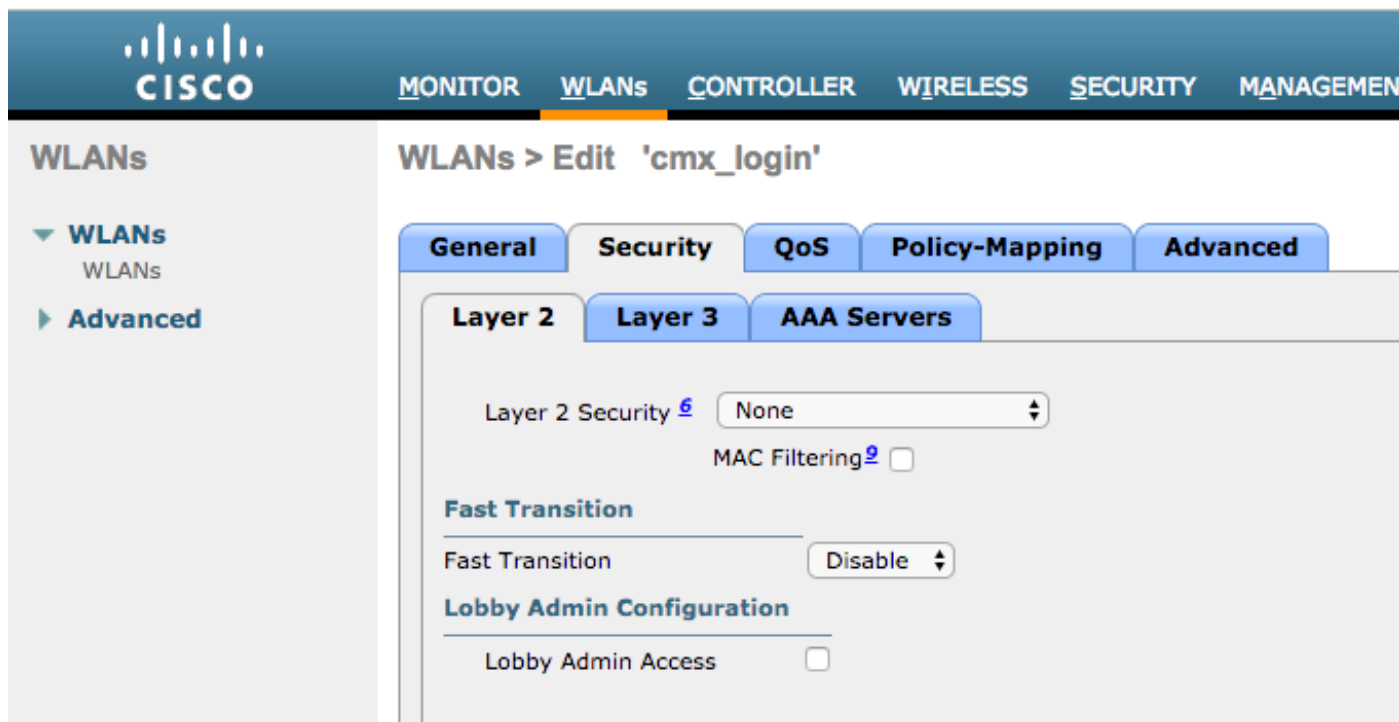 CISCO
MONITOR WLANs CONTROLLER WIRELESS SECURITY MANAGEMEN
WLANs
WLANs
WLANs
Advanced
WLANs > Edit 'cmx_login'
General Security QoS Policy-Mapping Advanced
Layer 2 Layer 3 AAA Servers
Layer 2 Security 6 None
MAC Filtering 9
Fast Transition
Fast Transition Disable
Lobby Admin Configuration
Lobby Admin Access